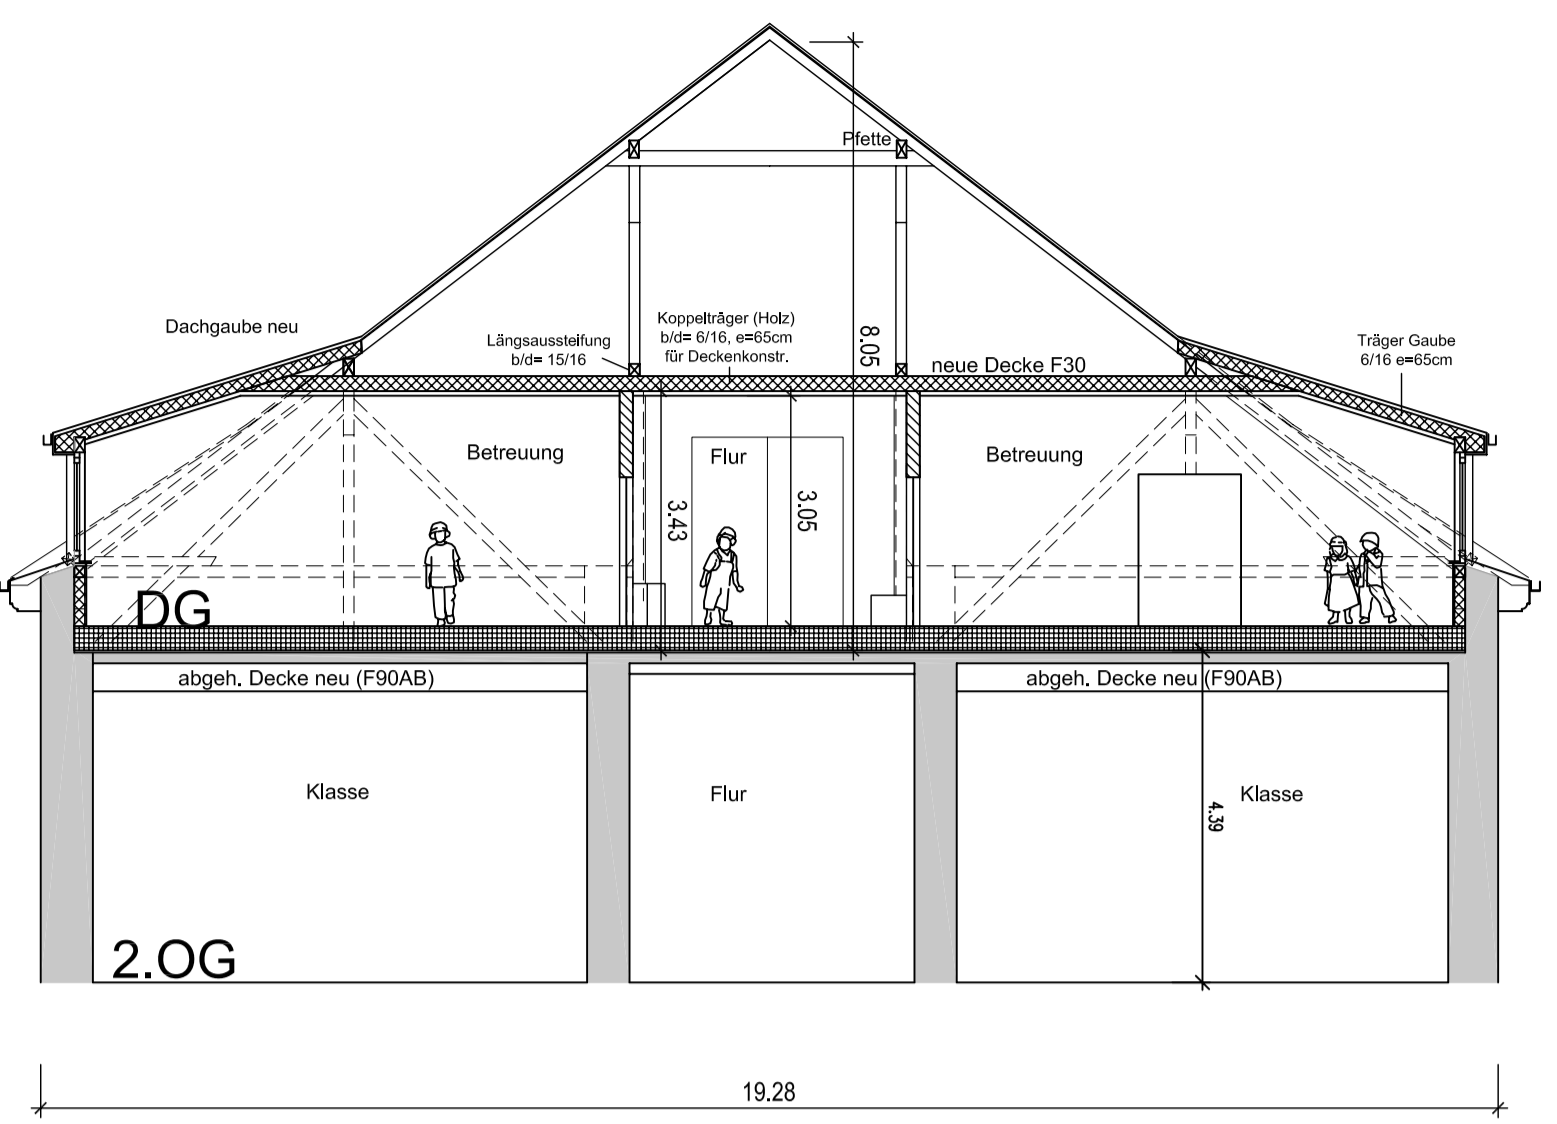 Pfette
Dachgaube neu
Längsaussteifung
b/d= 15/16
Koppelträger (Holz)
b/d= 6/16, e=65cm
für Deckenkonstr.
8.05
neue Decke F30
Träger Gaube
6/16 e=65cm
Betreuung
Flur
Betreuung
3.43
3.05
DG
abgeh. Decke neu (F90AB)
abgeh. Decke neu (F90AB)
Klasse
Flur
Klasse
4.39
2.OG
19.28